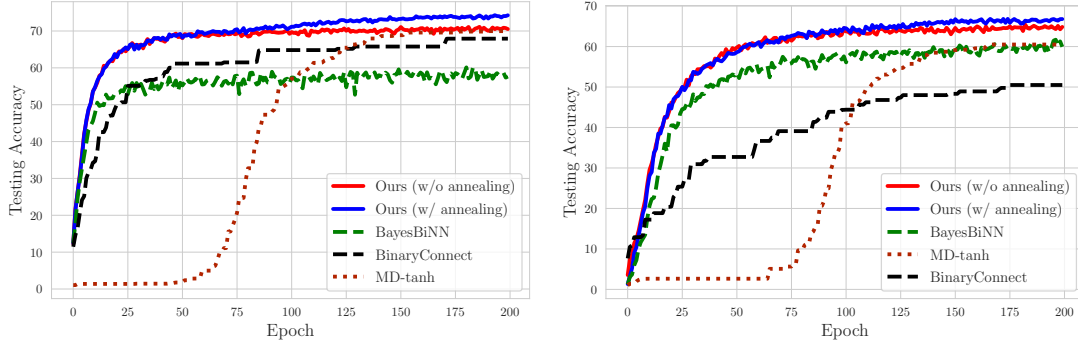 Testing Accuracy
70
60
50
40
30
20
10
0
0
25
50
75
100
125
150
175
200
Epoch
Ours (w/o annealing)
Ours (w/ annealing)
BayesBiNN
BinaryConnect
MD-tanh
Testing Accuracy
70
60
50
40
30
20
10
0
0
25
50
75
100
125
150
175
200
Epoch
Ours (w/o annealing)
Ours (w/ annealing)
BayesBiNN
MD-tanh
BinaryConnect